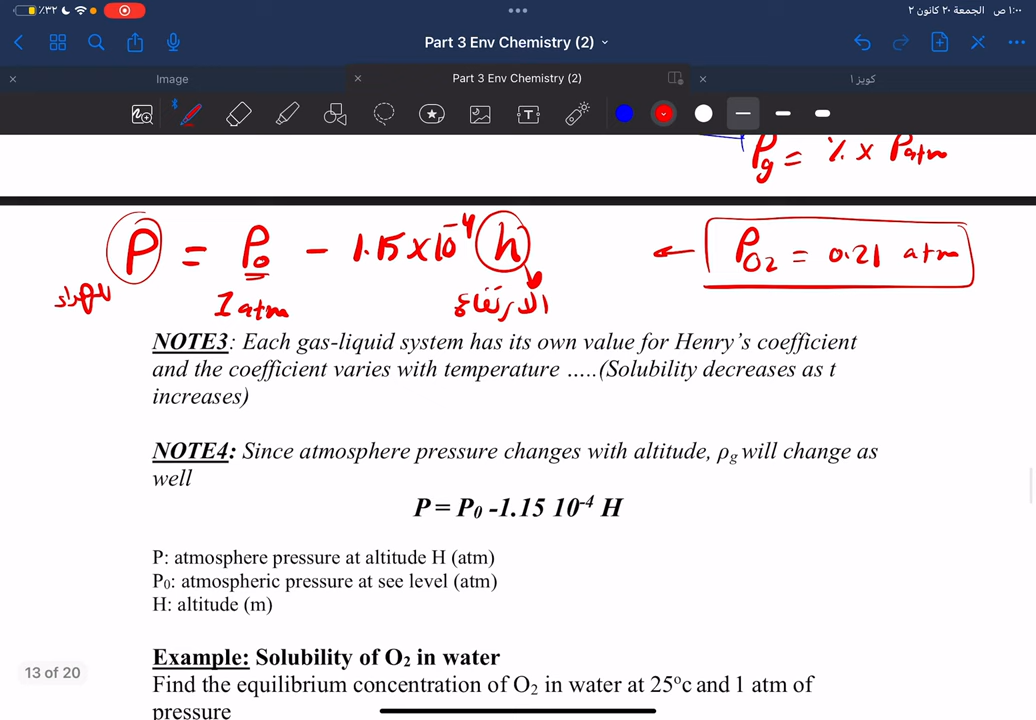 ٪٣٢
١:٠٠ ص الجمعة ٢٠ كانون ٢
Part 3 Env Chemistry (2)
Image
Part 3 Env Chemistry (2)
كويز ١
Pg = % x Patm
P = P₀ - 1.15x10⁻⁴ h
1 atm
الارتفاع
← PO₂ = 0.21 atm
NOTE3: Each gas-liquid system has its own value for Henry's coefficient
and the coefficient varies with temperature .....(Solubility decreases as t
increases)
NOTE4: Since atmosphere pressure changes with altitude, ρg will change as
well
P = P₀ -1.15 10⁻⁴ H
P: atmosphere pressure at altitude H (atm)
P₀: atmospheric pressure at see level (atm)
H: altitude (m)
13 of 20
Example: Solubility of O₂ in water
Find the equilibrium concentration of O₂ in water at 25ºc and 1 atm of
pressure